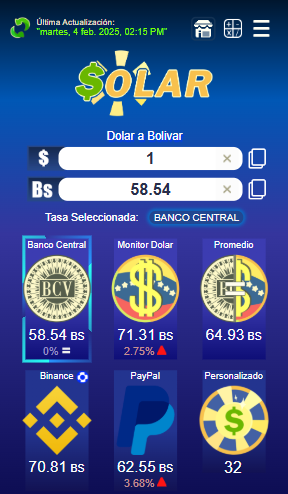 Última Actualización:
"martes, 4 feb. 2025, 02:15 PM"
$OLAR
Dolar a Bolivar
$ 1 ×
Bs 58.54 ×
Tasa Seleccionada: BANCO CENTRAL
Banco Central Monitor Dolar Promedio
BCV $
58.54 BS 71.31 BS 64.93 BS
0% = 2.75%
Binance PayPal Personalizado
$
70.81 BS 62.55 BS 32
3.68%